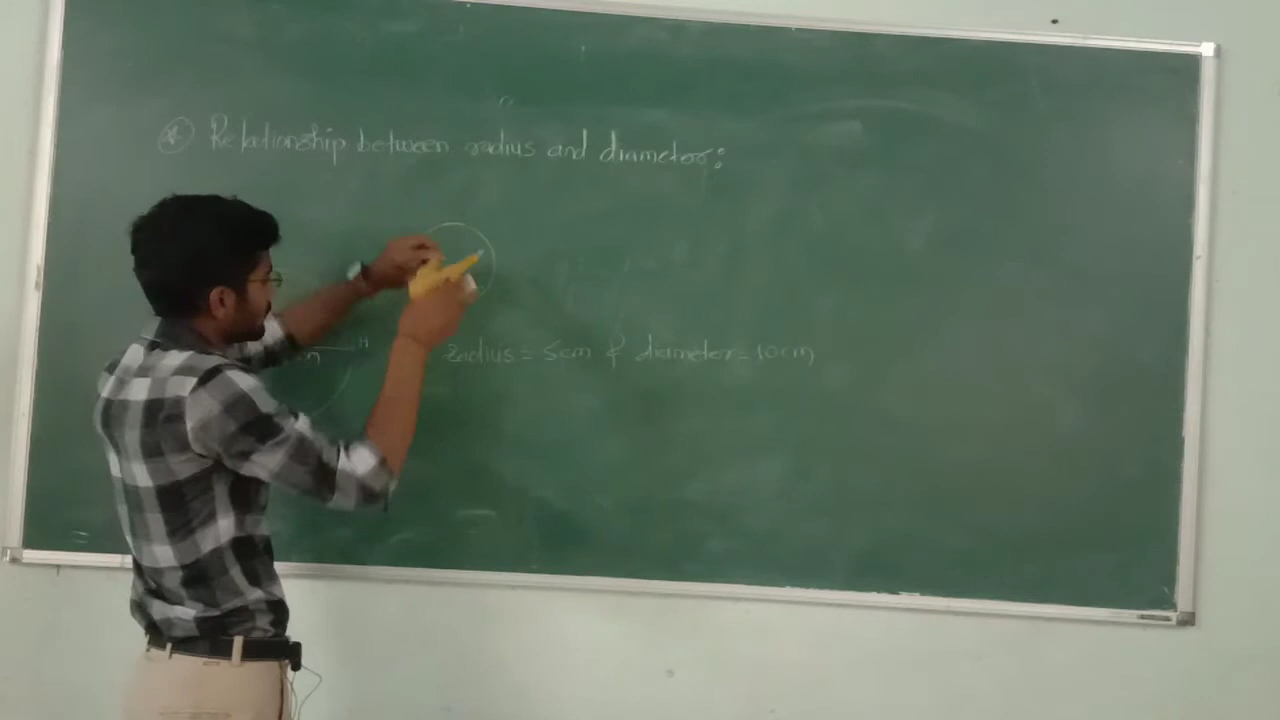 Relationship between radius and diameter:
H
radius = 5cm & diameter = 10cm